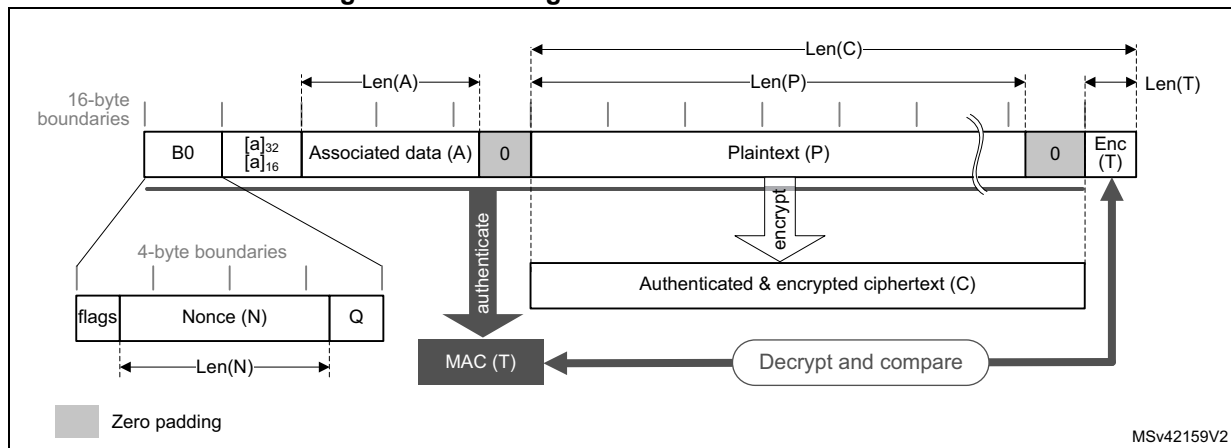 Len(C)
Len(A)
Len(P)
Len(T)
16-byte
boundaries
B0
[a]32
[a]16
Associated data (A)
0
Plaintext (P)
0
Enc
(T)
authenticate
encrypt
4-byte boundaries
Authenticated & encrypted ciphertext (C)
flags
Nonce (N)
Q
Len(N)
MAC (T)
Decrypt and compare
Zero padding
MSv42159V2